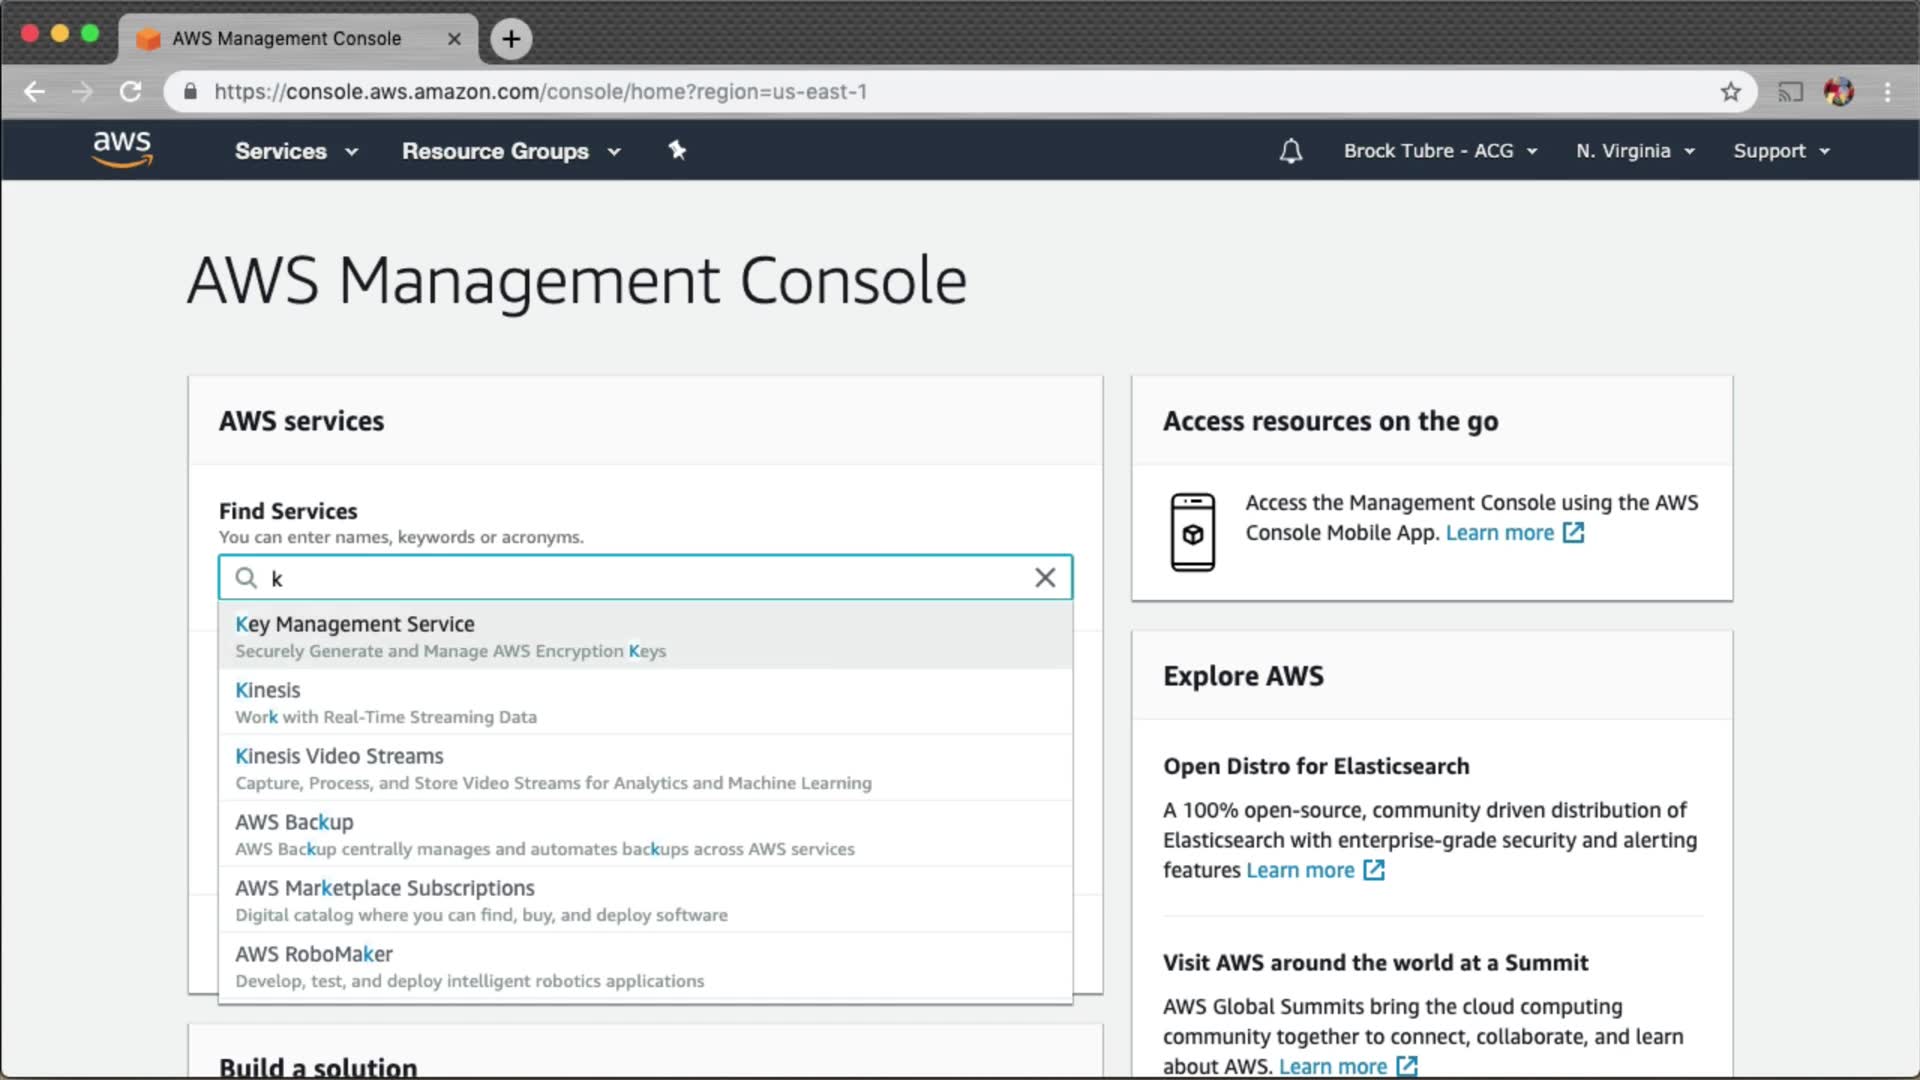 AWS Management Console
https://console.aws.amazon.com/console/home?region=us-east-1
aws
Services
Resource Groups
Brock Tubre - ACG
N. Virginia
Support
AWS Management Console
AWS services
Find Services
You can enter names, keywords or acronyms.
k
Key Management Service
Securely Generate and Manage AWS Encryption Keys
Kinesis
Work with Real-Time Streaming Data
Kinesis Video Streams
Capture, Process, and Store Video Streams for Analytics and Machine Learning
AWS Backup
AWS Backup centrally manages and automates backups across AWS services
AWS Marketplace Subscriptions
Digital catalog where you can find, buy, and deploy software
AWS RoboMaker
Develop, test, and deploy intelligent robotics applications
Build a solution
Access resources on the go
Access the Management Console using the AWS
Console Mobile App. Learn more
Explore AWS
Open Distro for Elasticsearch
A 100% open-source, community driven distribution of
Elasticsearch with enterprise-grade security and alerting
features Learn more
Visit AWS around the world at a Summit
AWS Global Summits bring the cloud computing
community together to connect, collaborate, and learn
about AWS. Learn more